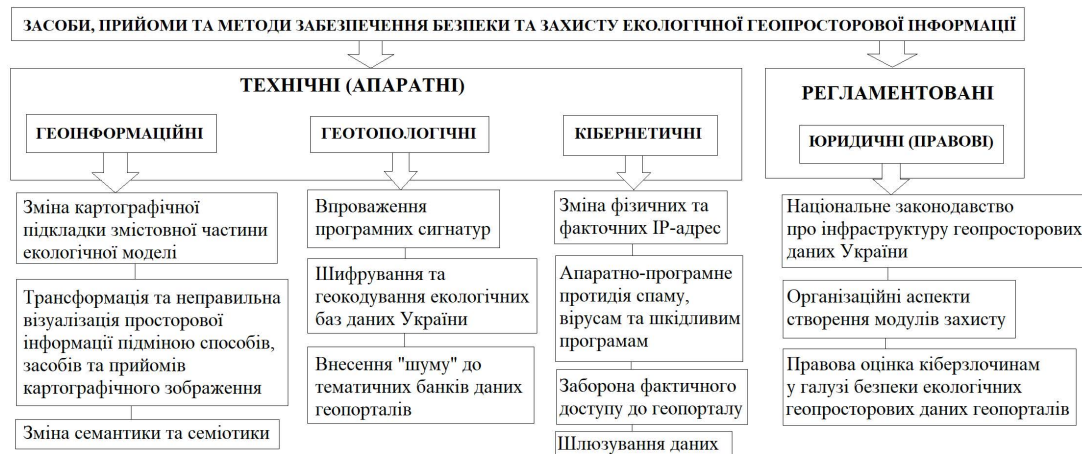 ЗАСОБИ, ПРИЙОМИ ТА МЕТОДИ ЗАБЕЗПЕЧЕННЯ БЕЗПЕКИ ТА ЗАХИСТУ ЕКОЛОГІЧНОЇ ГЕОПРОСТОРОВОЇ ІНФОРМАЦІЇ
ТЕХНІЧНІ (АПАРАТНІ)
ГЕОІНФОРМАЦІЙНІ
Зміна картографічної
підкладки змістовної частини
екологічної моделі
Трансформація та неправильна
візуалізація просторової
інформації підміною способів,
засобів та прийомів
картографічного зображення
Зміна семантики та семіотики
ГЕОТОПОЛОГІЧНІ
Впроваження
програмних сигнатур
Шифрування та
геокодування екологічних
баз даних України
Внесення "шуму" до
тематичних банків даних
геопорталів
КІБЕРНЕТИЧНІ
Зміна фізичних та
факточних IP-адрес
Апаратно-програмне
протидія спаму,
вірусам та шкідливим
програмам
Заборона фактичного
доступу до геопорталу
Шлюзування даних
РЕГЛАМЕНТОВАНІ
ЮРИДИЧНІ (ПРАВОВІ)
Національне законодавство
про інфраструктуру геопросторових
даних України
Організаційні аспекти
створення модулів захисту
Правова оцінка кіберзлочинам
у галузі безпеки екологічних
геопросторових даних геопорталів